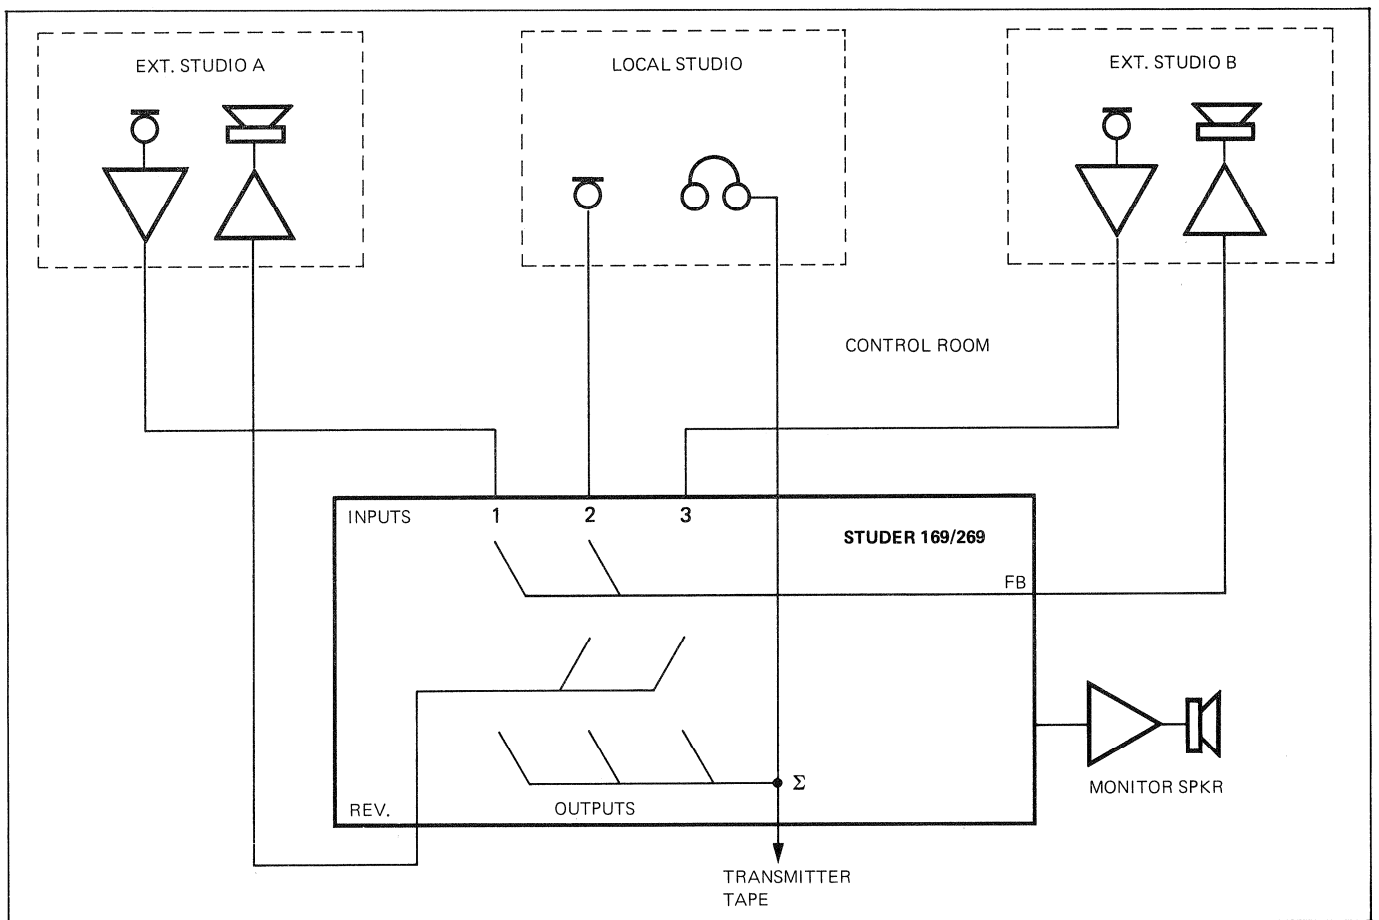 EXT. STUDIO A
LOCAL STUDIO
EXT. STUDIO B
CONTROL ROOM
INPUTS 1 2 3
STUDER 169/269
FB
MONITOR SPKR
Σ
REV.
OUTPUTS
TRANSMITTER
TAPE